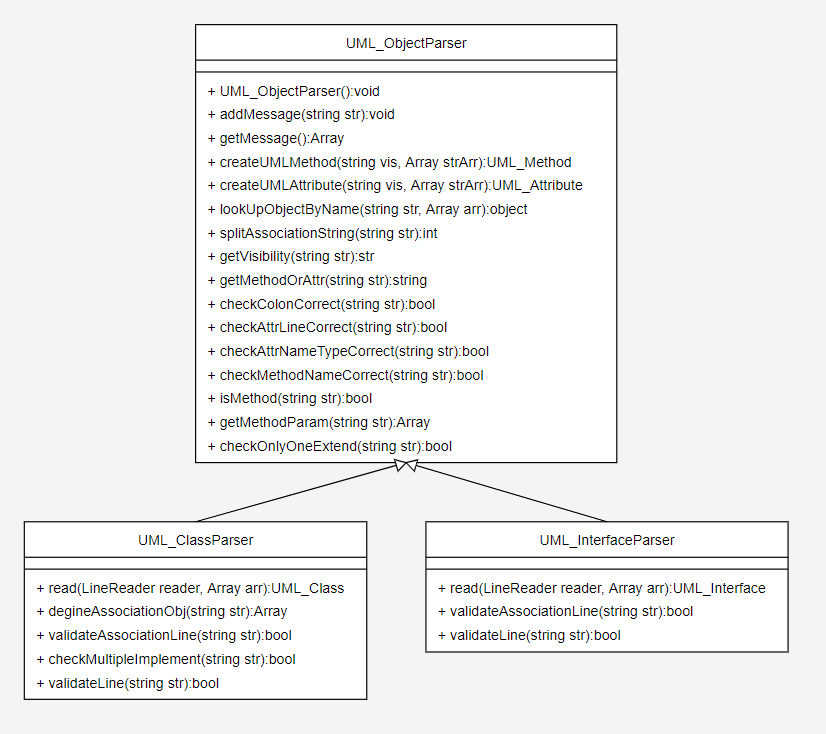 UML_ObjectParser
+ UML_ObjectParser():void
+ addMessage(string str):void
+ getMessage():Array
+ createUMLMethod(string vis, Array strArr):UML_Method
+ createUMLAttribute(string vis, Array strArr):UML_Attribute
+ lookUpObjectByName(string str, Array arr):object
+ splitAssociationString(string str):int
+ getVisibility(string str):str
+ getMethodOrAttr(string str):string
+ checkColonCorrect(string str):bool
+ checkAttrLineCorrect(string str):bool
+ checkAttrNameTypeCorrect(string str):bool
+ checkMethodNameCorrect(string str):bool
+ isMethod(string str):bool
+ getMethodParam(string str):Array
+ checkOnlyOneExtend(string str):bool
UML_ClassParser
+ read(LineReader reader, Array arr):UML_Class
+ degineAssociationObj(string str):Array
+ validateAssociationLine(string str):bool
+ checkMultipleImplement(string str):bool
+ validateLine(string str):bool
UML_InterfaceParser
+ read(LineReader reader, Array arr):UML_Interface
+ validateAssociationLine(string str):bool
+ validateLine(string str):bool